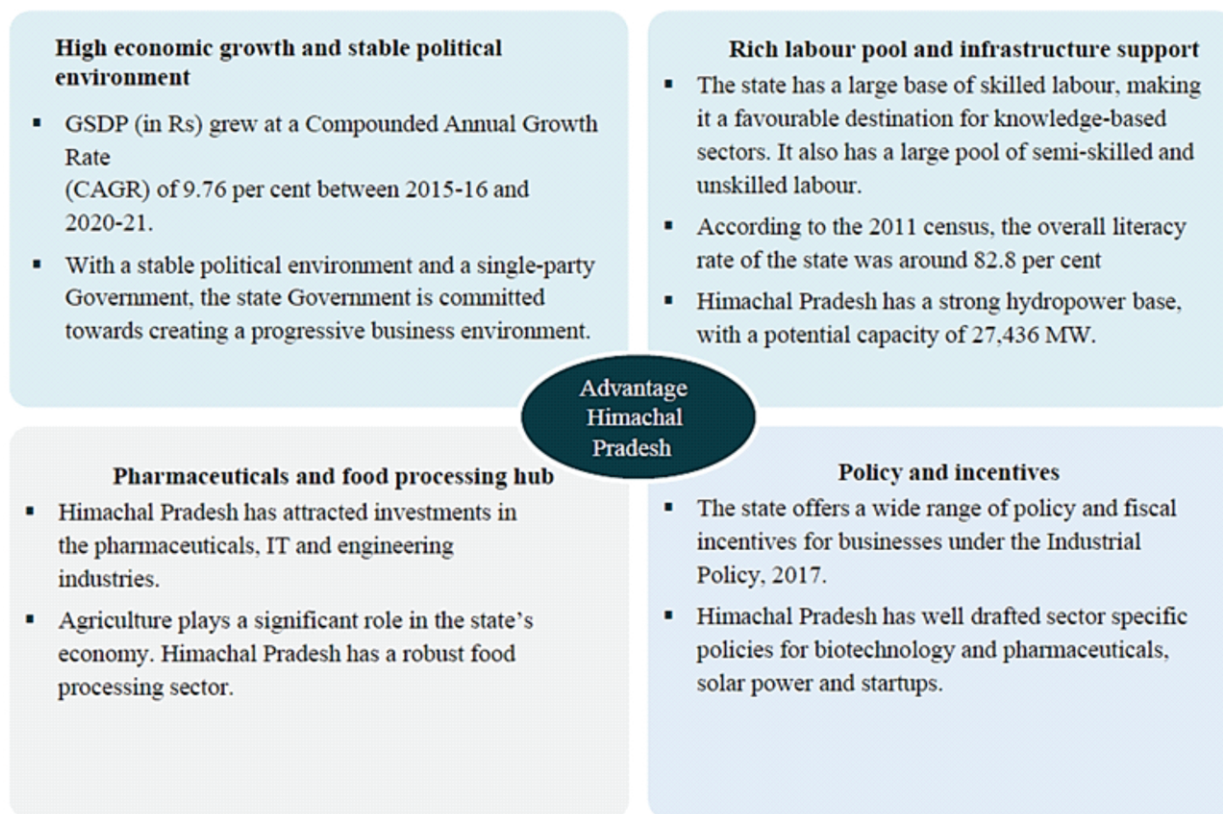 High economic growth and stable political
environment
▪ GSDP (in Rs) grew at a Compounded Annual Growth
Rate
(CAGR) of 9.76 per cent between 2015-16 and
2020-21.
▪ With a stable political environment and a single-party
Government, the state Government is committed
towards creating a progressive business environment.
Rich labour pool and infrastructure support
▪ The state has a large base of skilled labour, making
it a favourable destination for knowledge-based
sectors. It also has a large pool of semi-skilled and
unskilled labour.
▪ According to the 2011 census, the overall literacy
rate of the state was around 82.8 per cent
▪ Himachal Pradesh has a strong hydropower base,
with a potential capacity of 27,436 MW.
Advantage
Himachal
Pradesh
Pharmaceuticals and food processing hub
▪ Himachal Pradesh has attracted investments in
the pharmaceuticals, IT and engineering
industries.
▪ Agriculture plays a significant role in the state’s
economy. Himachal Pradesh has a robust food
processing sector.
Policy and incentives
▪ The state offers a wide range of policy and fiscal
incentives for businesses under the Industrial
Policy, 2017.
▪ Himachal Pradesh has well drafted sector specific
policies for biotechnology and pharmaceuticals,
solar power and startups.